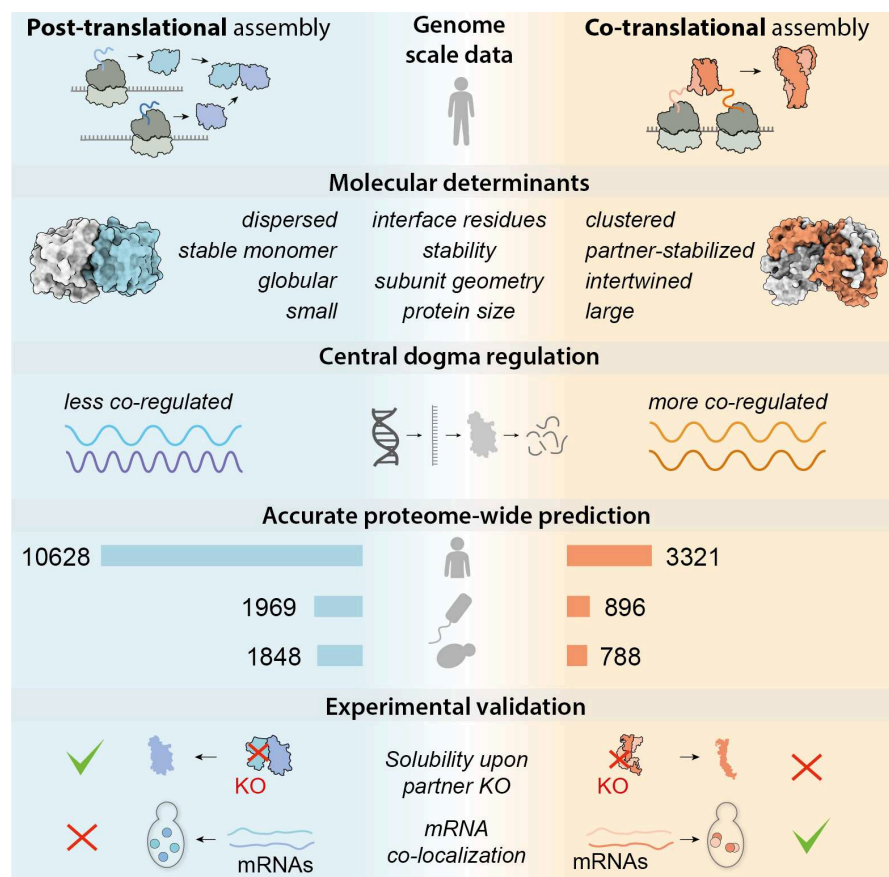 Post-translational assembly
Genome
scale data
Co-translational assembly
Molecular determinants
dispersed interface residues clustered
stable monomer stability partner-stabilized
globular subunit geometry intertwined
small protein size large
Central dogma regulation
less co-regulated
more co-regulated
Accurate proteome-wide prediction
10628 3321
1969 896
1848 788
Experimental validation
KO
Solubility upon
partner KO
KO
mRNAs
mRNA
co-localization
mRNAs